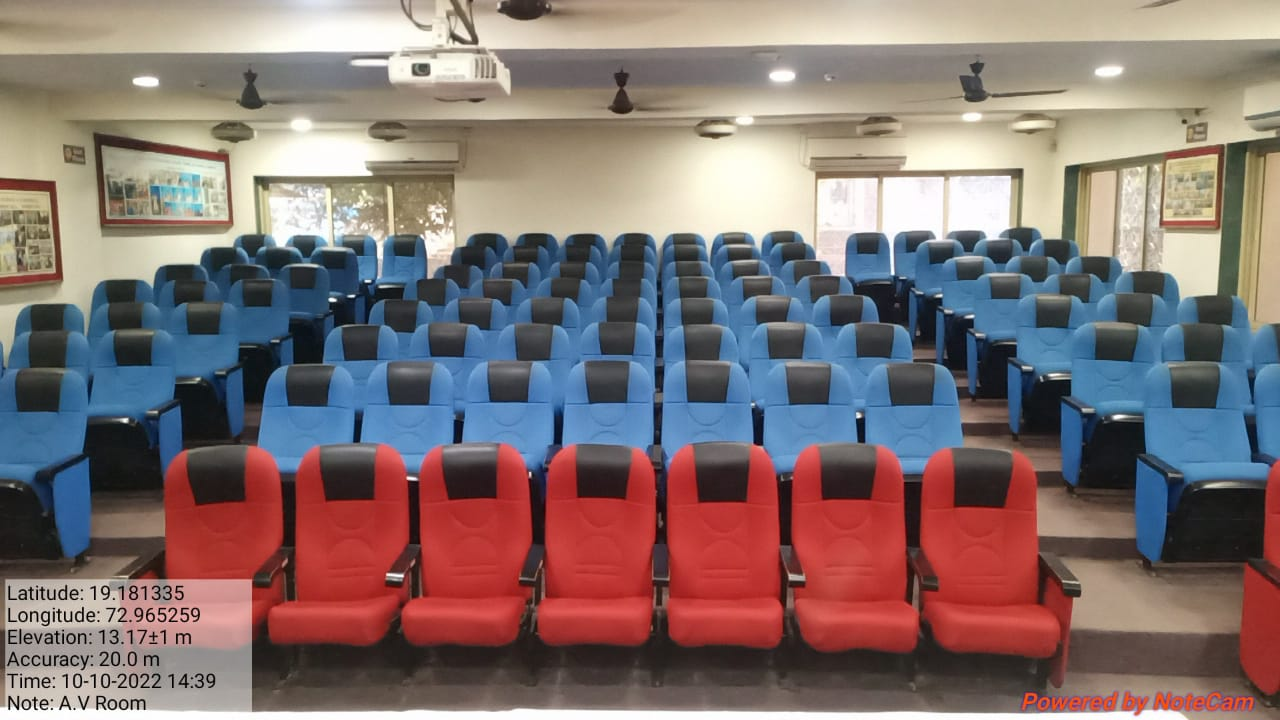 Latitude: 19.181335
Longitude: 72.965259
Elevation: 13.17±1 m
Accuracy: 20.0 m
Time: 10-10-2022 14:39
Note: A.V Room
Powered by NoteCam